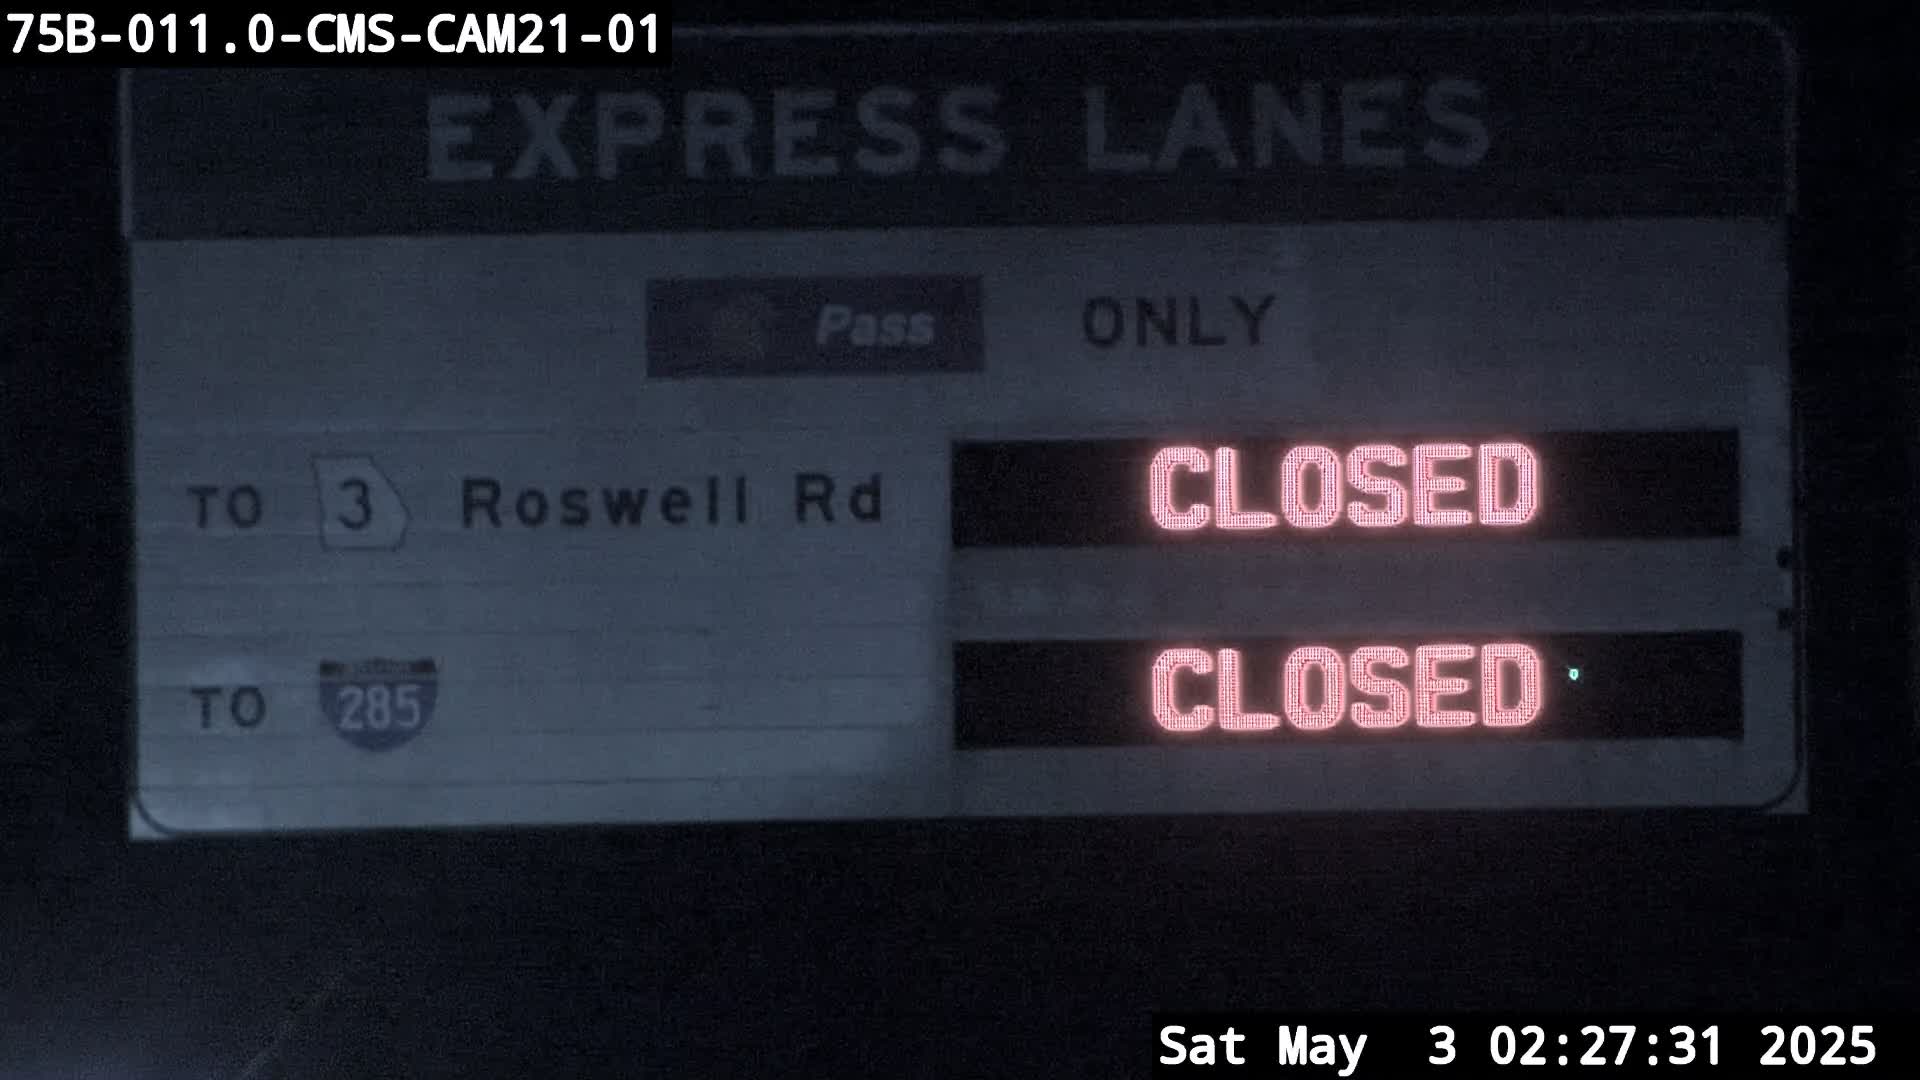 75B-011.0-CMS-CAM21-01
EXPRESS LANES
Pass ONLY
TO 3 Roswell Rd CLOSED
TO 285 CLOSED
Sat May 3 02:27:31 2025